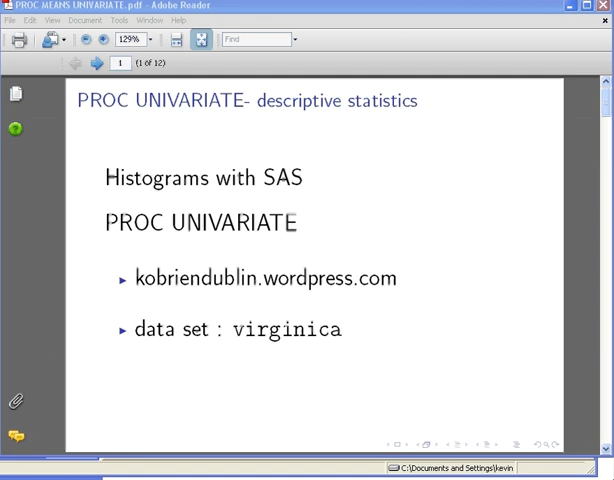 PROC MEANS UNIVARIATE.pdf - Adobe Reader
File Edit View Document Tools Window Help
129% Find
1 (1 of 12)
PROC UNIVARIATE- descriptive statistics
Histograms with SAS
PROC UNIVARIATE
kobriendublin.wordpress.com
data set : virginica
C:\Documents and Settings\kevin